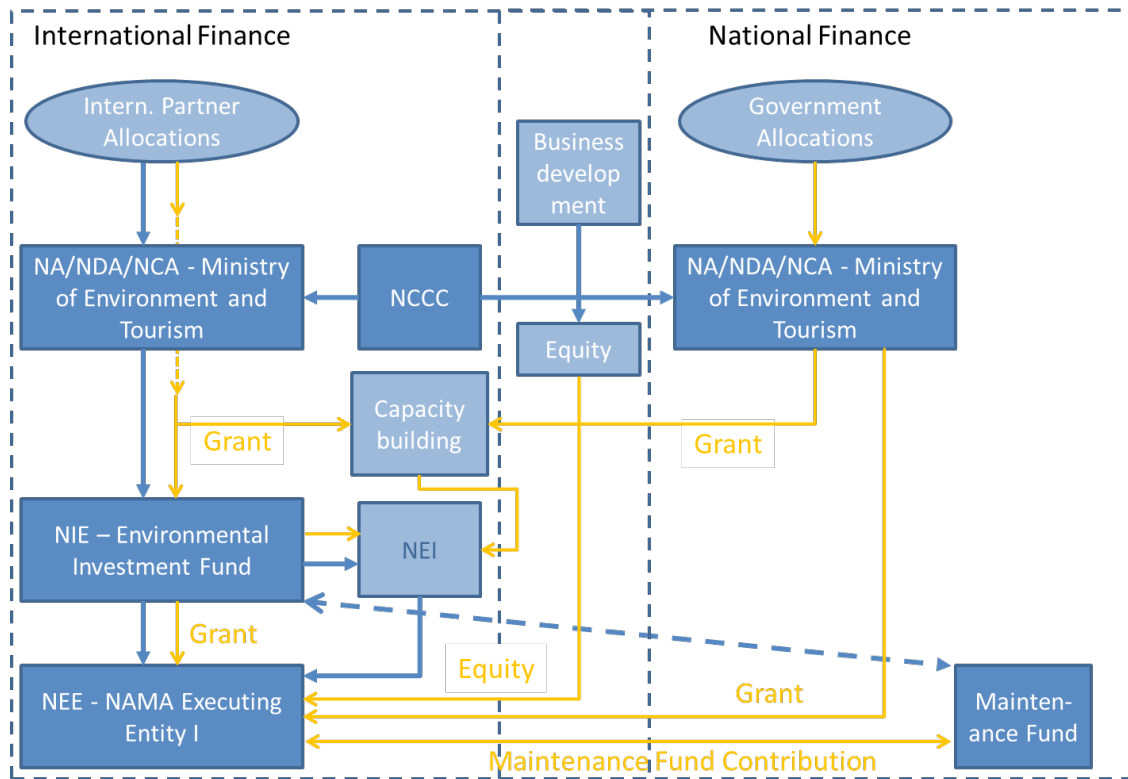 International Finance
National Finance
Intern. Partner
Allocations
Government
Allocations
Business
develop
ment
NA/NDA/NCA - Ministry
of Environment and
Tourism
NCCC
NA/NDA/NCA - Ministry
of Environment and
Tourism
Equity
Capacity
building
Grant
Grant
NIE – Environmental
Investment Fund
NEI
Grant
Equity
Grant
NEE - NAMA Executing
Entity I
Mainten-
ance Fund
Maintenance Fund Contribution